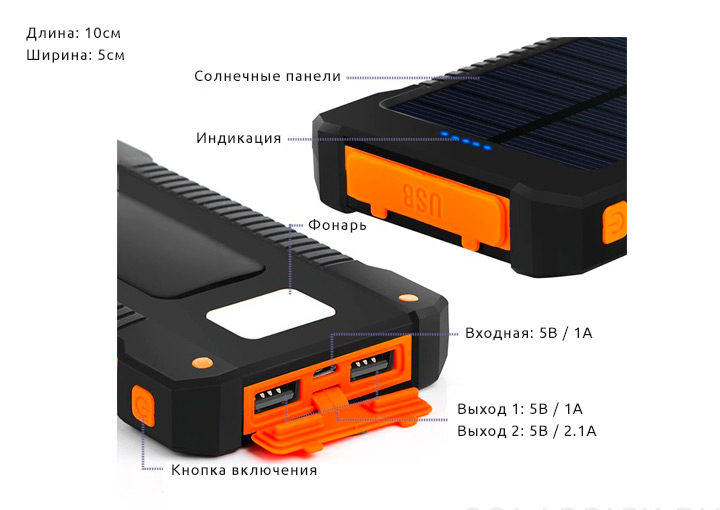 Длина: 10см
Ширина: 5см
Солнечные панели
Индикация
USB
Фонарь
Входная: 5В / 1А
Выход 1: 5В / 1А
Выход 2: 5В / 2.1А
Кнопка включения